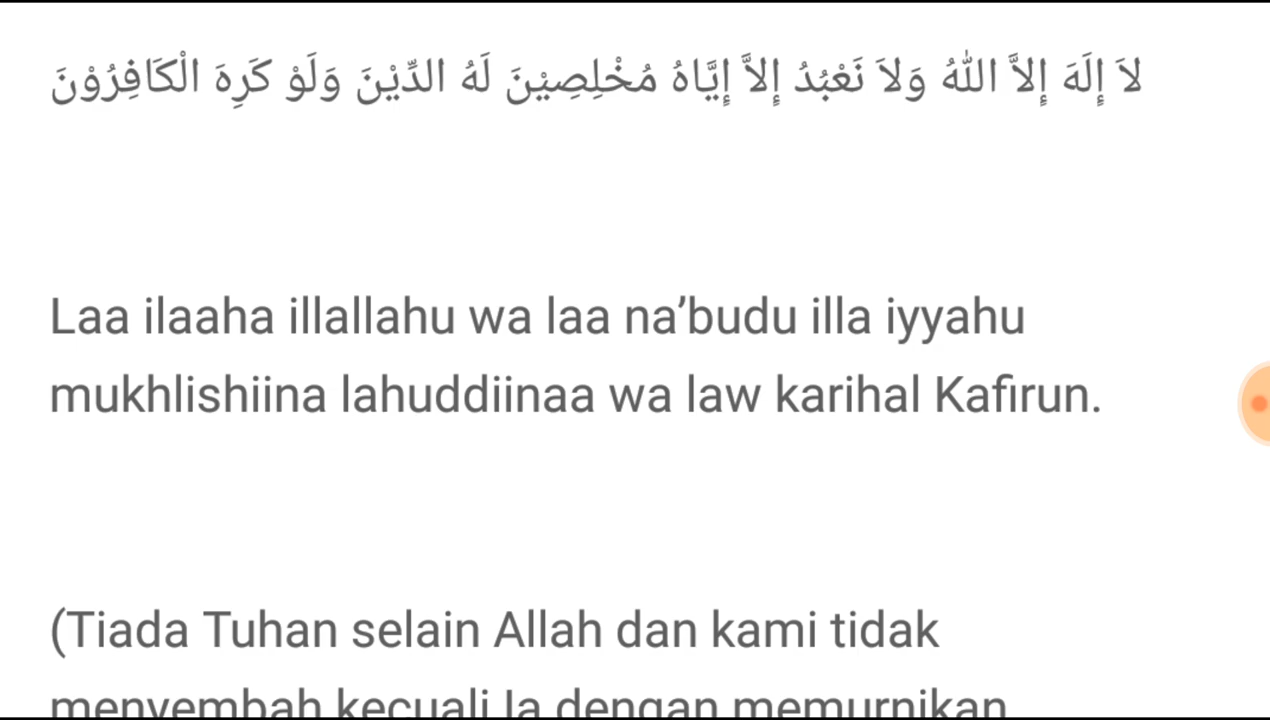 لاَ إِلَهَ إِلاَّ اللهُ وَلاَ نَعْبُدُ إِلاَّ إِيَّاهُ مُخْلِصِيْنَ لَهُ الدِّيْنَ وَلَوْ كَرِهَ الْكَافِرُوْنَ
Laa ilaaha illallahu wa laa na’budu illa iyyahu
mukhlishiina lahuddiinaa wa law karihal Kafirun.
(Tiada Tuhan selain Allah dan kami tidak
menyembah kecuali Ia dengan memurnikan